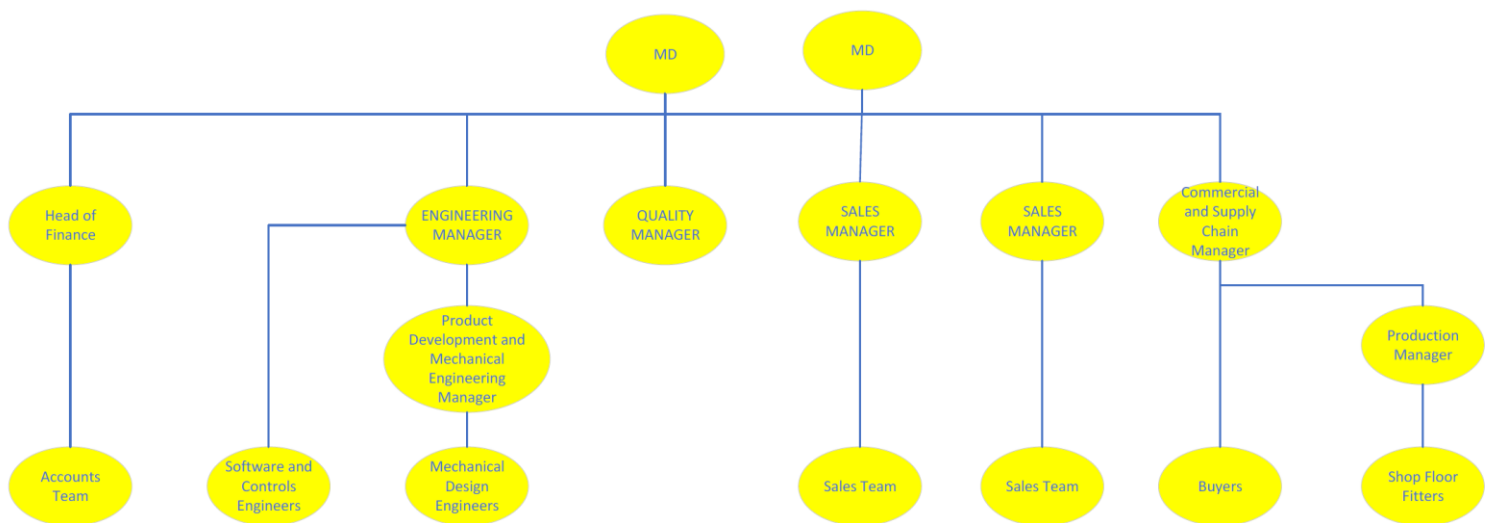 MD
MD
Head of
Finance
ENGINEERING
MANAGER
QUALITY
MANAGER
SALES
MANAGER
SALES
MANAGER
Commercial
and Supply
Chain
Manager
Product
Development and
Mechanical
Engineering
Manager
Production
Manager
Accounts
Team
Software and
Controls
Engineers
Mechanical
Design
Engineers
Sales Team
Sales Team
Buyers
Shop Floor
Fitters